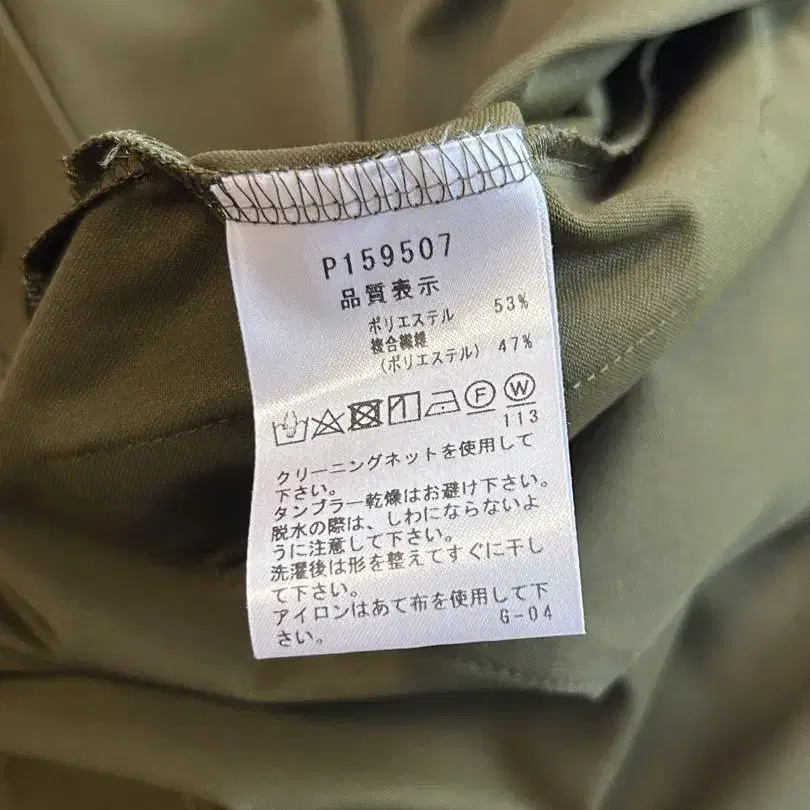 P159507
品質表示
ポリエステル 53%
複合繊維
(ポリエステル) 47%
F W
113
クリーニングネットを使用して
下さい。
タンブラー乾燥はお避け下さい。
脱水の際は、しわにならないよ
うに注意して下さい。
洗濯後は形を整えてすぐに干し
て下さい。
アイロンはあて布を使用して下
さい。
G-04